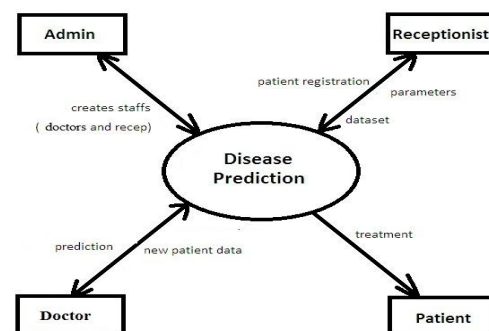 Admin
Receptionist
patient registration
parameters
creates staffs
( doctors and recep)
dataset
Disease
Prediction
prediction
new patient data
treatment
Doctor
Patient